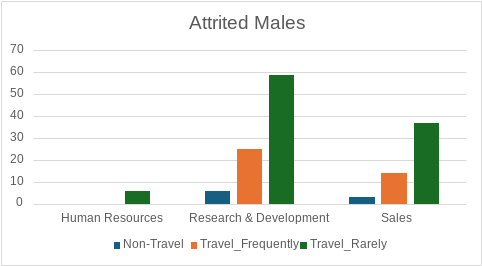 Attrited Males
70
60
50
40
30
20
10
0
Human Resources Research & Development Sales
Non-Travel Travel_Frequently Travel_Rarely